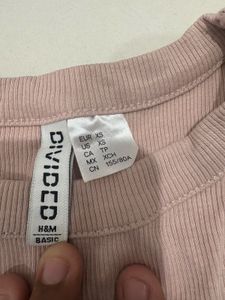 DIVIDED
H&M
BASIC
EUR XS
US XS
CA TP
MX XCH
CN 155/80A